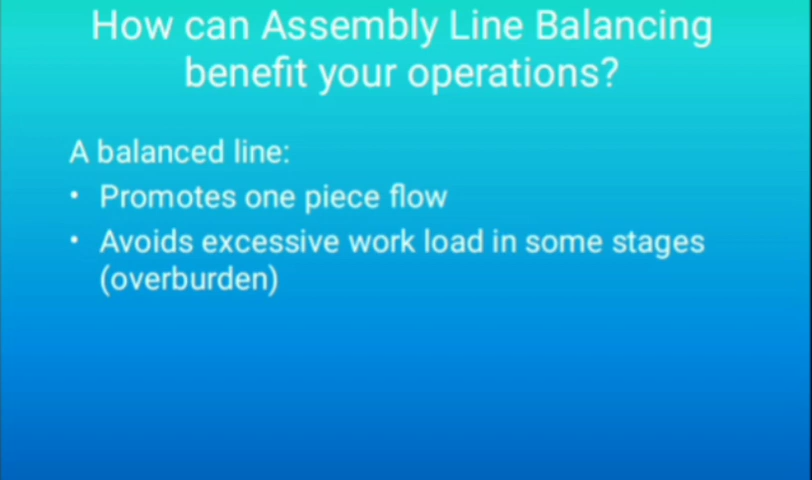 How can Assembly Line Balancing
benefit your operations?
A balanced line:
• Promotes one piece flow
• Avoids excessive work load in some stages
(overburden)